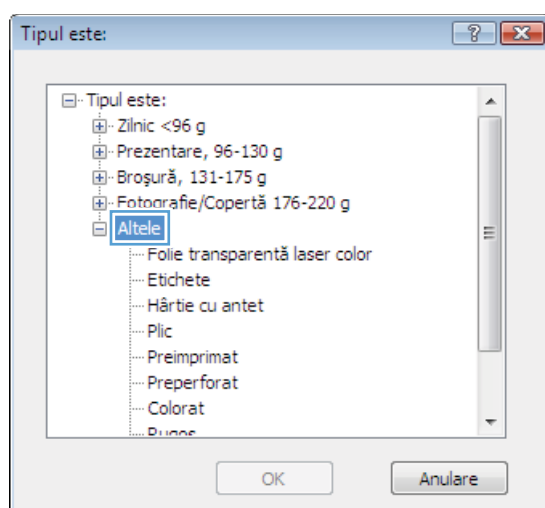 Tipul este:
Tipul este:
Zilnic <96 g
Prezentare, 96-130 g
Broşură, 131-175 g
Fotografie/Copertă 176-220 g
Altele
Folie transparentă laser color
Etichete
Hârtie cu antet
Plic
Preimprimat
Preperforat
Colorat
Rugos
OK Anulare